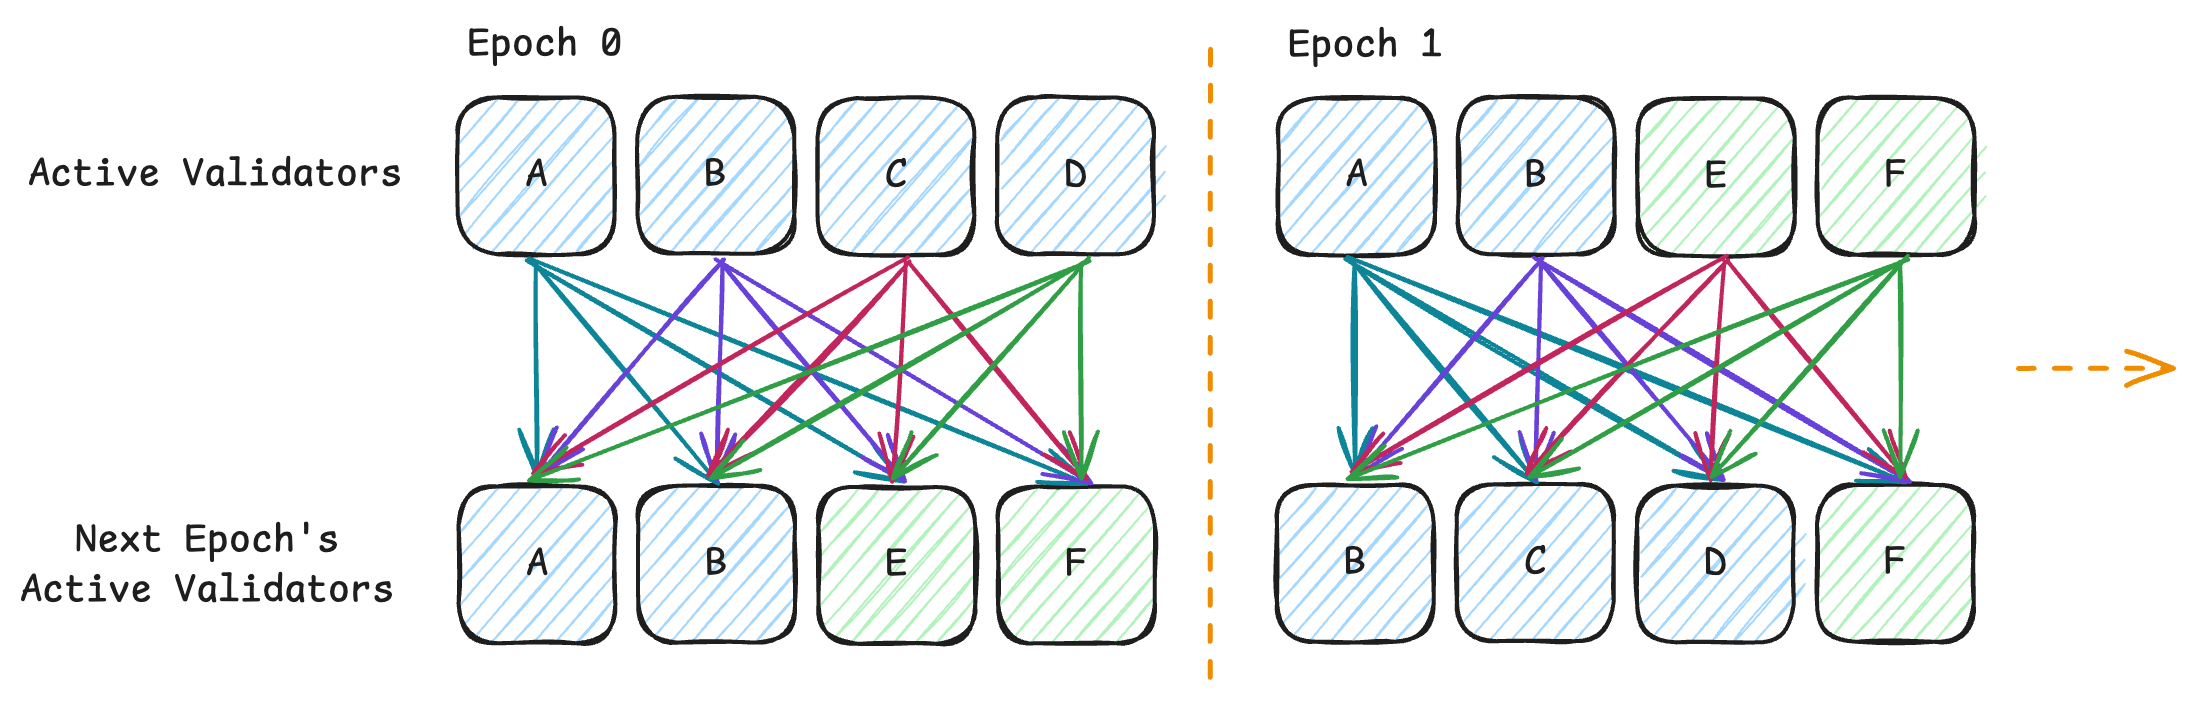 Epoch 0
Epoch 1
Active Validators
A B C D
A B E F
Next Epoch's
Active Validators
A B E F
B C D F